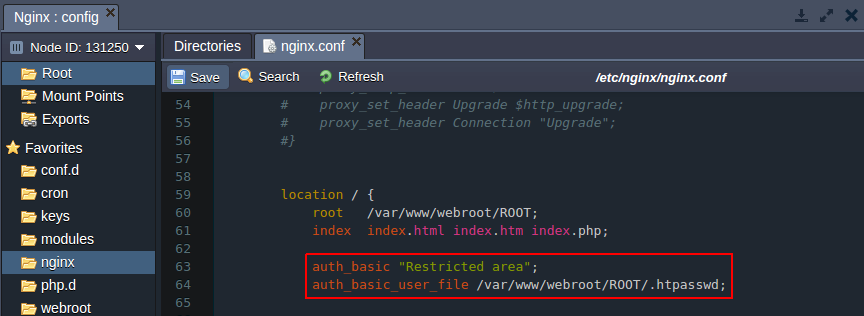 Nginx : config
Node ID: 131250
Root
Mount Points
Exports
Favorites
conf.d
cron
keys
modules
nginx
php.d
webroot
Directories
nginx.conf
Save
Search
Refresh
/etc/nginx/nginx.conf
54 # proxy_set_header Upgrade $http_upgrade;
55 # proxy_set_header Connection "Upgrade";
56 #}
57
58
59 location / {
60 root /var/www/webroot/ROOT;
61 index index.html index.htm index.php;
62
63 auth_basic "Restricted area";
64 auth_basic_user_file /var/www/webroot/ROOT/.htpasswd;
65